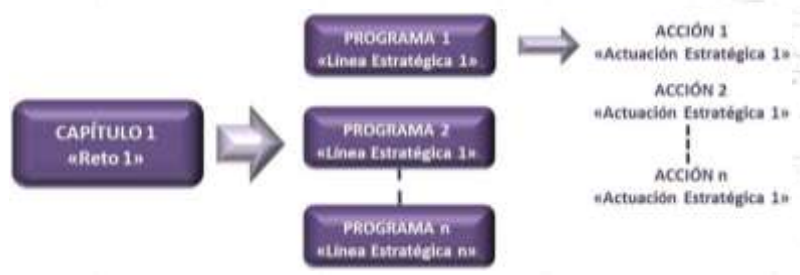 CAPÍTULO 1
«Reto 1»
PROGRAMA 1
«Línea Estratégica 1»
PROGRAMA 2
«Línea Estratégica 1»
PROGRAMA n
«Línea Estratégica n»
ACCIÓN 1
«Actuación Estratégica 1»
ACCIÓN 2
«Actuación Estratégica 1»
ACCIÓN n
«Actuación Estratégica 1»